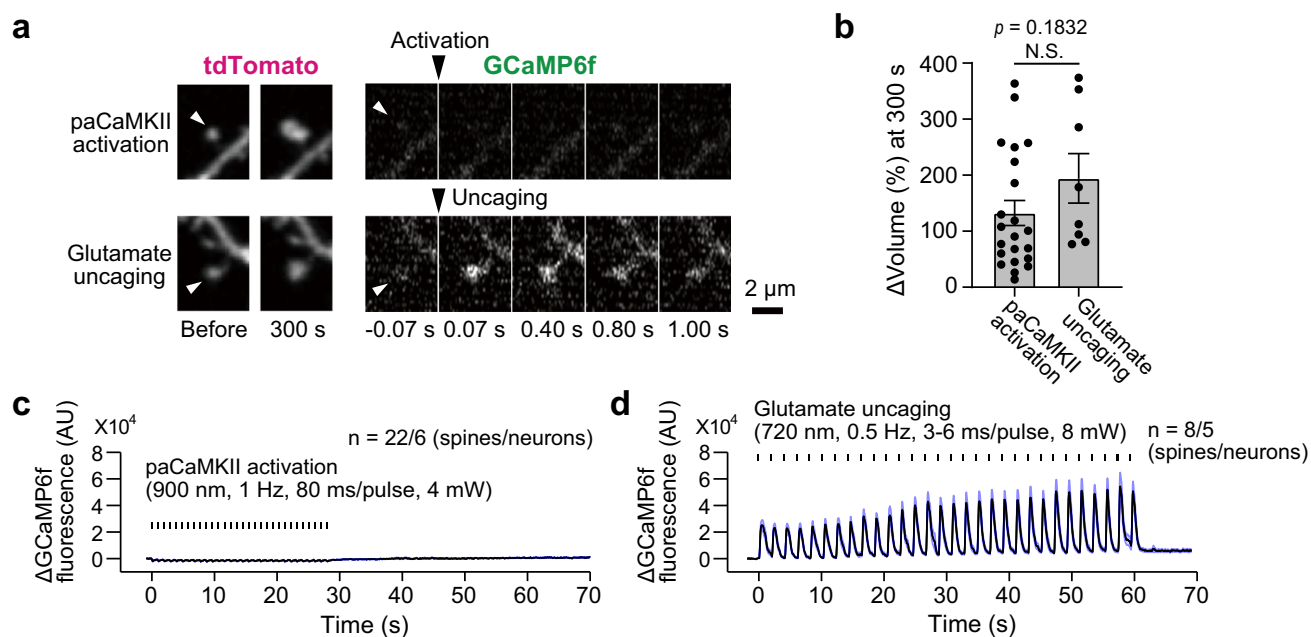 a
Activation
tdTomato
GCaMP6f
paCaMKII
activation
Uncaging
Glutamate
uncaging
2 μm
Before
300 s
-0.07 s
0.07 s
0.40 s
0.80 s
1.00 s
b
p = 0.1832
N.S.
400
300
200
100
0
ΔVolume (%) at 300 s
paCaMKII
activation
Glutamate
uncaging
c
X10⁴
n = 22/6 (spines/neurons)
paCaMKII activation
(900 nm, 1 Hz, 80 ms/pulse, 4 mW)
ΔGCaMP6f
fluorescence (AU)
8
6
4
2
0
0 10 20 30 40 50 60 70
Time (s)
d
X10⁴
Glutamate uncaging
(720 nm, 0.5 Hz, 3-6 ms/pulse, 8 mW)
n = 8/5
(spines/neurons)
ΔGCaMP6f
fluorescence (AU)
8
6
4
2
0
0 10 20 30 40 50 60 70
Time (s)